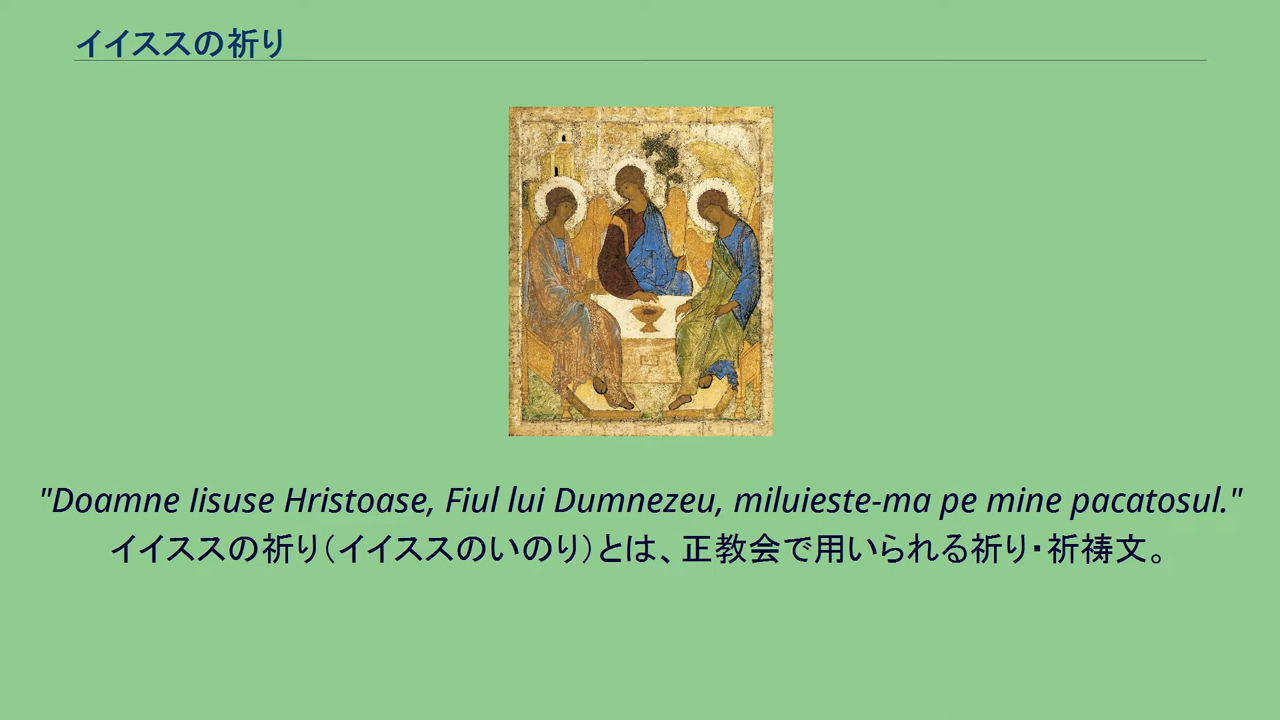 イイススの祈り
"Doamne Iisuse Hristoase, Fiul lui Dumnezeu, miluieste-ma pe mine pacatosul."
イイススの祈り（イイススのいのり）とは、正教会で用いられる祈り・祈祷文。